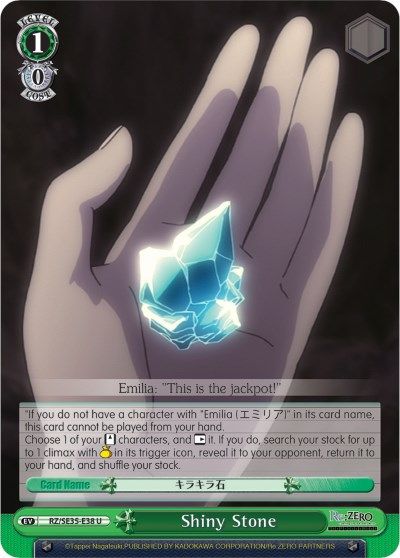 LEVEL
1
0
COST
Emilia: "This is the jackpot!"
"If you do not have a character with "Emilia (エミリア)" in its card name,
this card cannot be played from your hand.
Choose 1 of your characters, and it. If you do, search your stock for
up to 1 climax with in its trigger icon, reveal it to your opponent, return it to
your hand, and shuffle your stock.
Card Name キラキラ石
EV RZ/SE35-E38 U Shiny Stone Re:ZERO
©Tappei Nagatsuki,PUBLISHED BY KADOKAWA CORPORATION/Re:ZERO PARTNERS